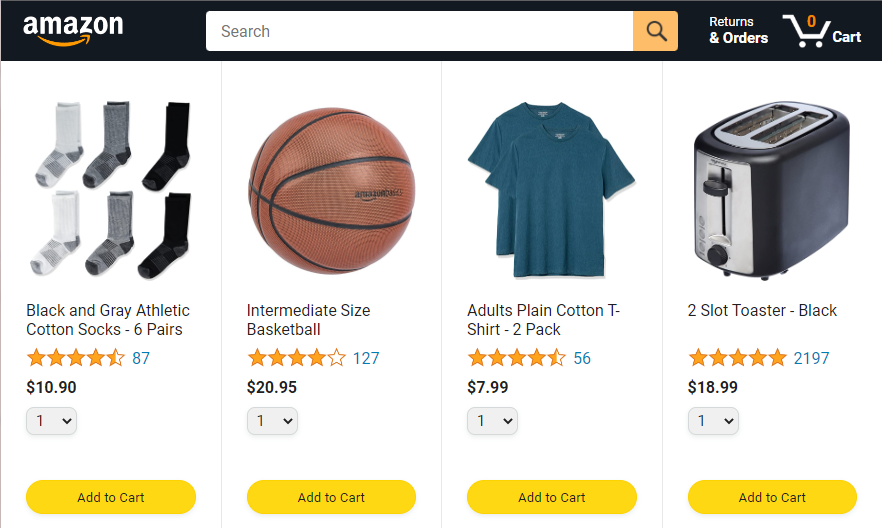 amazon
Search
Returns
& Orders
0
Cart
Black and Gray Athletic
Cotton Socks - 6 Pairs
87
$10.90
1
Add to Cart
Intermediate Size
Basketball
127
$20.95
1
Add to Cart
Adults Plain Cotton T-
Shirt - 2 Pack
56
$7.99
1
Add to Cart
2 Slot Toaster - Black
2197
$18.99
1
Add to Cart